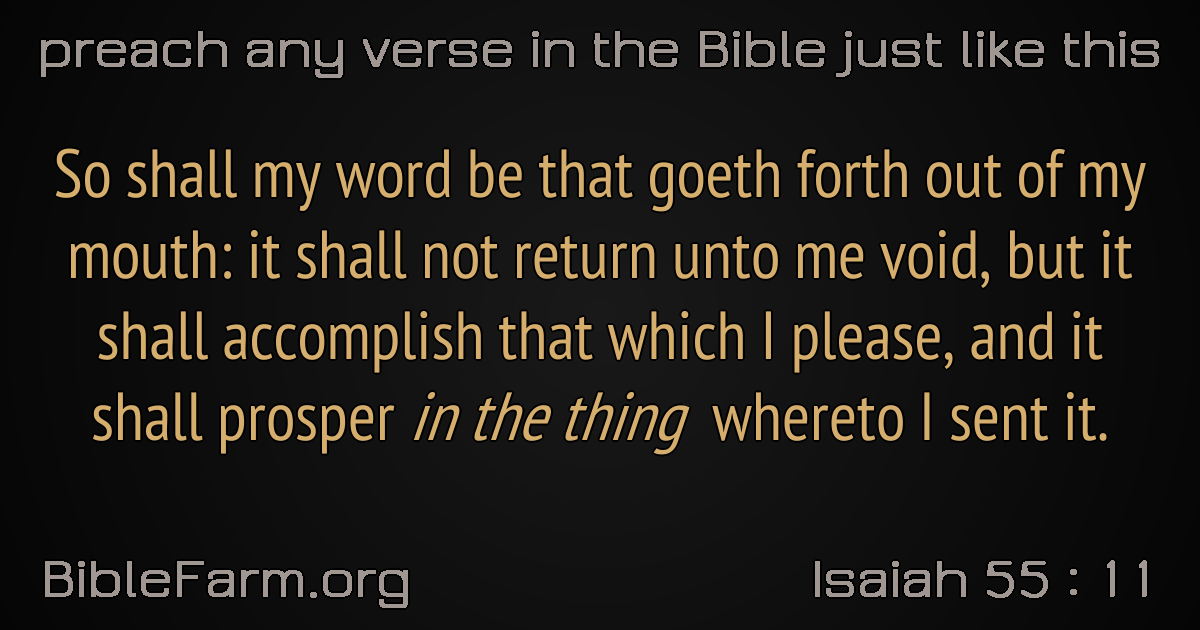 preach any verse in the Bible just like this
So shall my word be that goeth forth out of my
mouth: it shall not return unto me void, but it
shall accomplish that which I please, and it
shall prosper in the thing whereto I sent it.
BibleFarm.org
Isaiah 55 : 11